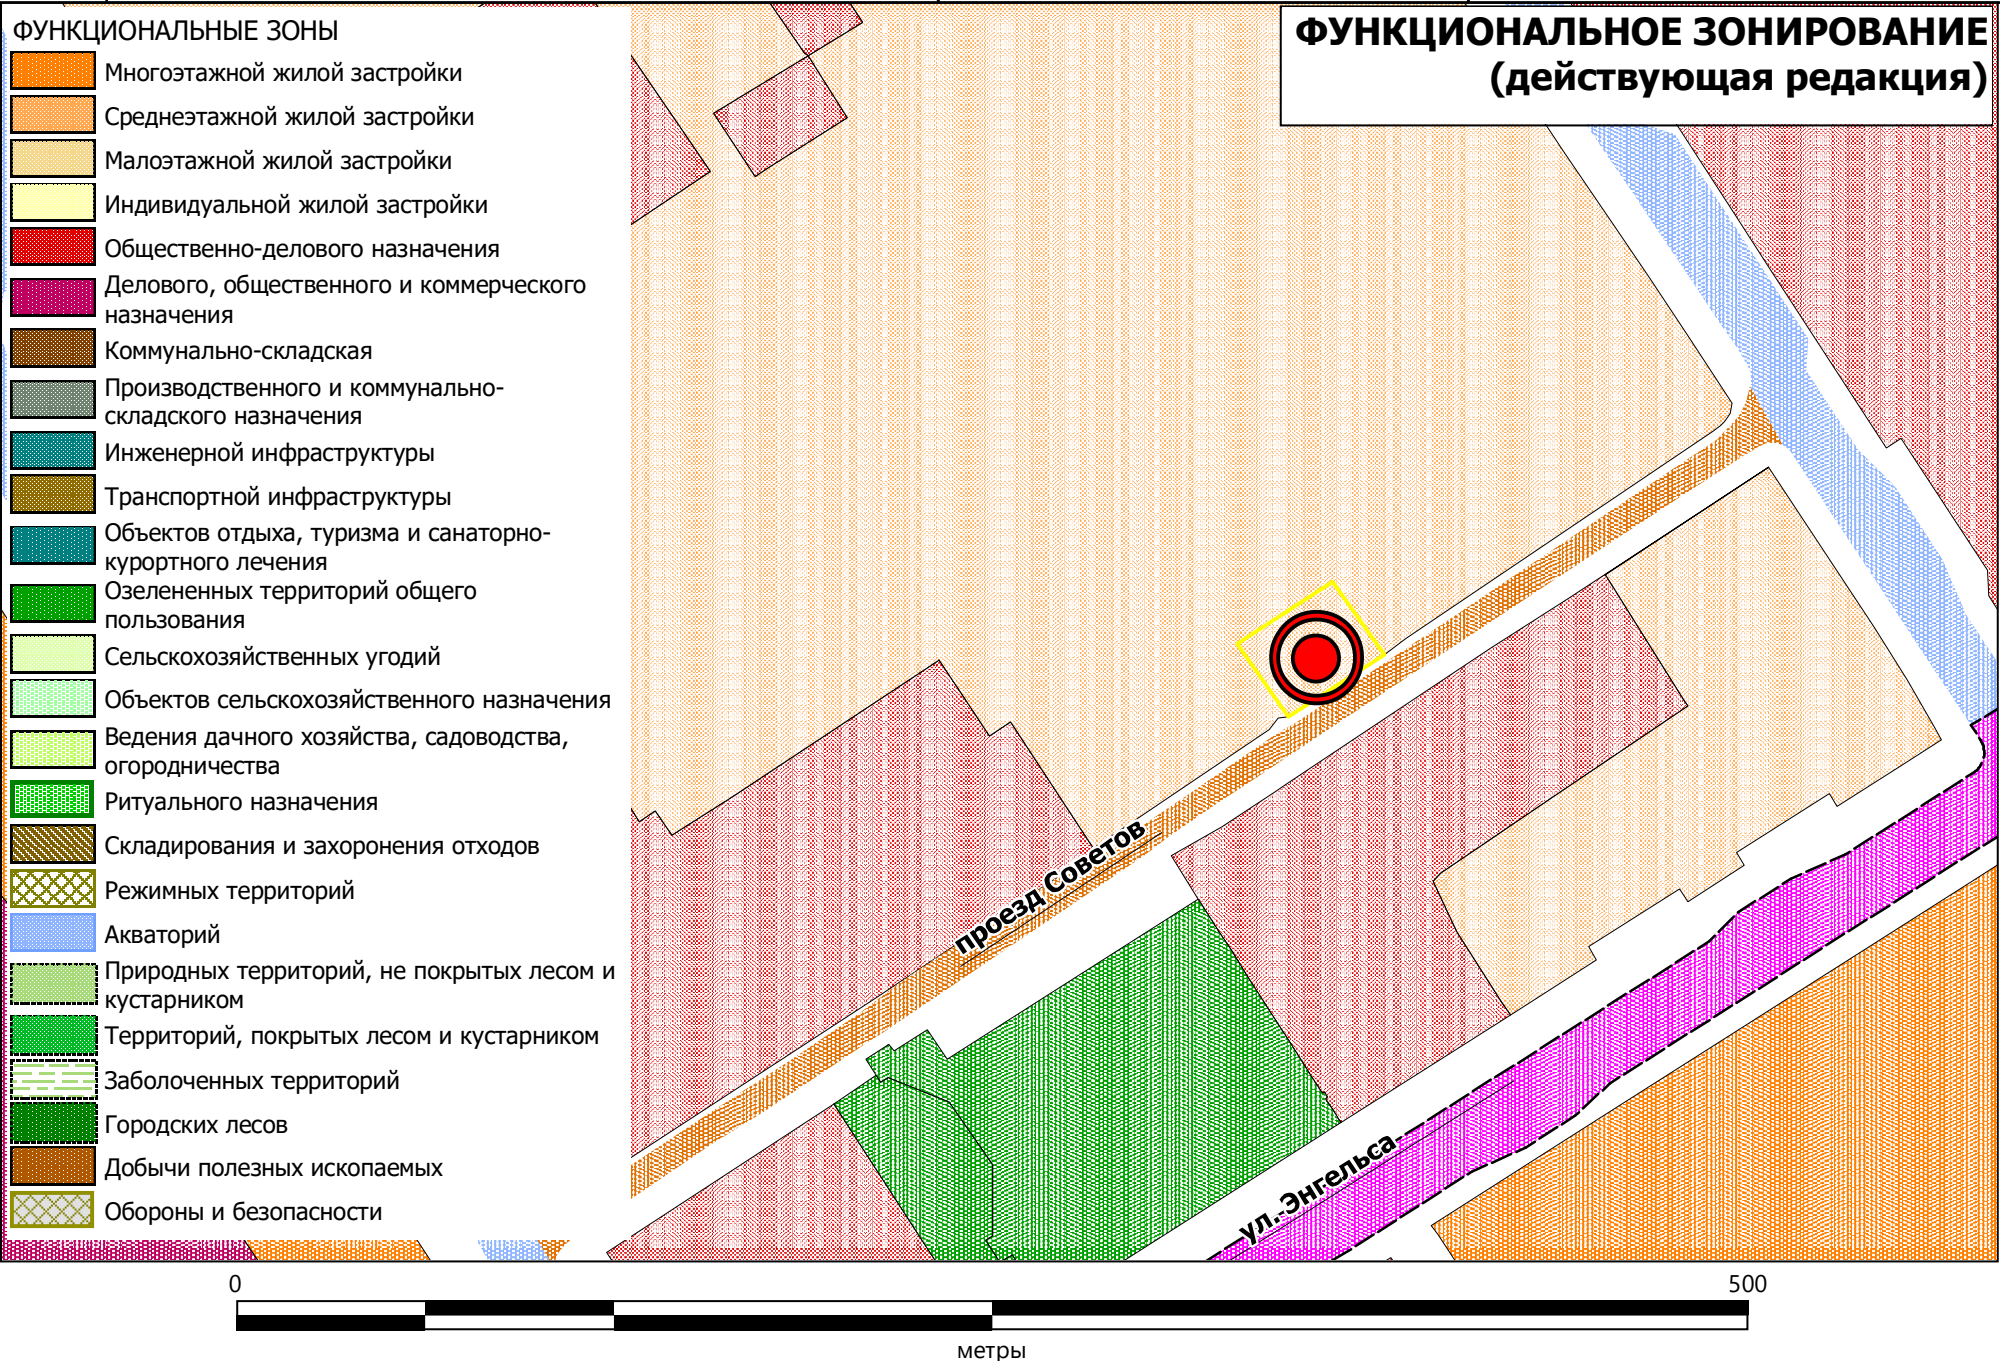 ФУНКЦИОНАЛЬНЫЕ ЗОНЫ
Многоэтажной жилой застройки
Среднеэтажной жилой застройки
Малоэтажной жилой застройки
Индивидуальной жилой застройки
Общественно-делового назначения
Делового, общественного и коммерческого
назначения
Коммунально-складская
Производственного и коммунально-
складского назначения
Инженерной инфраструктуры
Транспортной инфраструктуры
Объектов отдыха, туризма и санаторно-
курортного лечения
Озелененных территорий общего
пользования
Сельскохозяйственных угодий
Объектов сельскохозяйственного назначения
Ведения дачного хозяйства, садоводства,
огородничества
Ритуального назначения
Складирования и захоронения отходов
Режимных территорий
Акваторий
Природных территорий, не покрытых лесом и
кустарником
Территорий, покрытых лесом и кустарником
Заболоченных территорий
Городских лесов
Добычи полезных ископаемых
Обороны и безопасности
ФУНКЦИОНАЛЬНОЕ ЗОНИРОВАНИЕ
(действующая редакция)
проезд Советов
ул. Энгельса
0
500
метры